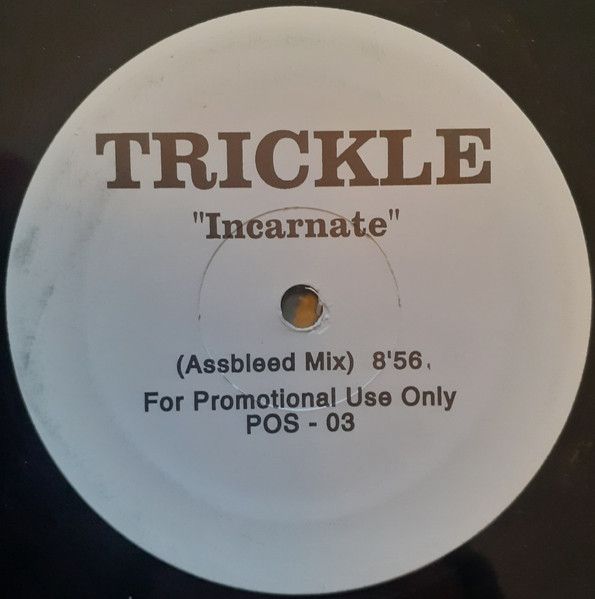 TRICKLE
"Incarnate"
(Assbleed Mix) 8'56
For Promotional Use Only
POS - 03